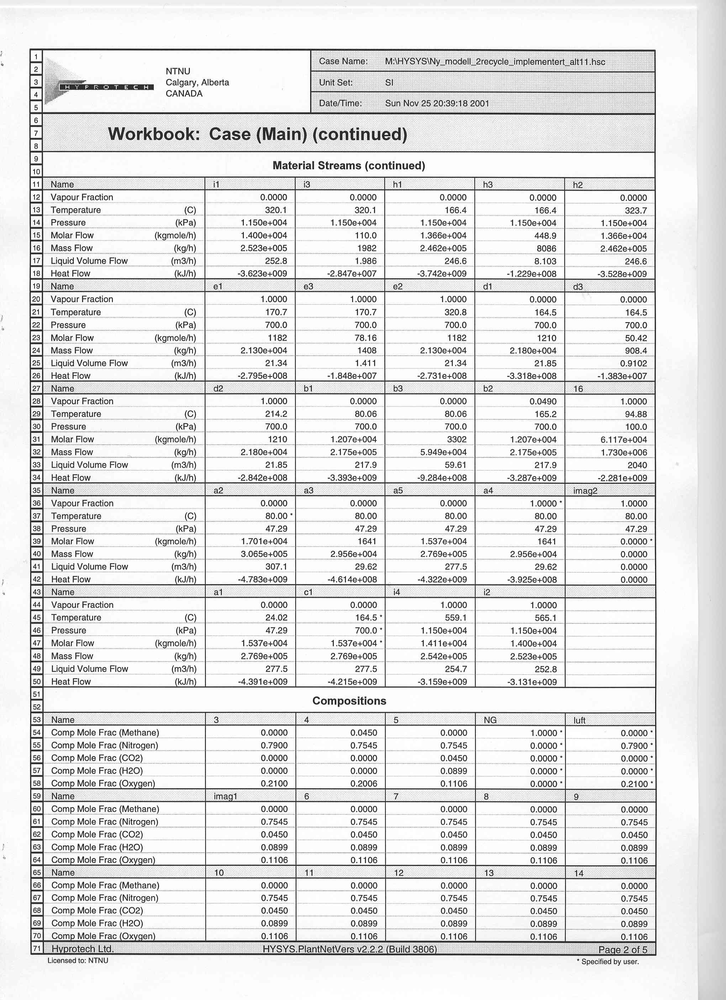 1
2
3
4
5
HYPROTECH
NTNU
Calgary, Alberta
CANADA
Case Name: M:\HYSYS\Ny_modell_2recycle_implementert_alt11.hsc
Unit Set: SI
Date/Time: Sun Nov 25 20:39:18 2001
6
7 Workbook: Case (Main) (continued)
8
9
10 Material Streams (continued)
11 Name i1 i3 h1 h3 h2
12 Vapour Fraction 0.0000 0.0000 0.0000 0.0000 0.0000
13 Temperature (C) 320.1 320.1 166.4 166.4 323.7
14 Pressure (kPa) 1.150e+004 1.150e+004 1.150e+004 1.150e+004 1.150e+004
15 Molar Flow (kgmole/h) 1.400e+004 110.0 1.366e+004 448.9 1.366e+004
16 Mass Flow (kg/h) 2.523e+005 1982 2.462e+005 8086 2.462e+005
17 Liquid Volume Flow (m3/h) 252.8 1.986 246.6 8.103 246.6
18 Heat Flow (kJ/h) -3.623e+009 -2.847e+007 -3.742e+009 -1.229e+008 -3.528e+009
19 Name e1 e3 e2 d1 d3
20 Vapour Fraction 1.0000 1.0000 1.0000 0.0000 0.0000
21 Temperature (C) 170.7 170.7 320.8 164.5 164.5
22 Pressure (kPa) 700.0 700.0 700.0 700.0 700.0
23 Molar Flow (kgmole/h) 1182 78.16 1182 1210 50.42
24 Mass Flow (kg/h) 2.130e+004 1408 2.130e+004 2.180e+004 908.4
25 Liquid Volume Flow (m3/h) 21.34 1.411 21.34 21.85 0.9102
26 Heat Flow (kJ/h) -2.795e+008 -1.848e+007 -2.731e+008 -3.318e+008 -1.383e+007
27 Name d2 b1 b3 b2 16
28 Vapour Fraction 1.0000 0.0000 0.0000 0.0490 1.0000
29 Temperature (C) 214.2 80.06 80.06 165.2 94.88
30 Pressure (kPa) 700.0 700.0 700.0 700.0 100.0
31 Molar Flow (kgmole/h) 1210 1.207e+004 3302 1.207e+004 6.117e+004
32 Mass Flow (kg/h) 2.180e+004 2.175e+005 5.949e+004 2.175e+005 1.730e+006
33 Liquid Volume Flow (m3/h) 21.85 217.9 59.61 217.9 2040
34 Heat Flow (kJ/h) -2.842e+008 -3.393e+009 -9.284e+008 -3.287e+009 -2.281e+009
35 Name a2 a3 a5 a4 imag2
36 Vapour Fraction 0.0000 0.0000 0.0000 1.0000 * 1.0000
37 Temperature (C) 80.00 * 80.00 80.00 80.00 80.00
38 Pressure (kPa) 47.29 47.29 47.29 47.29 47.29
39 Molar Flow (kgmole/h) 1.701e+004 1641 1.537e+004 1641 0.0000 *
40 Mass Flow (kg/h) 3.065e+005 2.956e+004 2.769e+005 2.956e+004 0.0000
41 Liquid Volume Flow (m3/h) 307.1 29.62 277.5 29.62 0.0000
42 Heat Flow (kJ/h) -4.783e+009 -4.614e+008 -4.322e+009 -3.925e+008 0.0000
43 Name a1 c1 i4 i2
44 Vapour Fraction 0.0000 0.0000 1.0000 1.0000
45 Temperature (C) 24.02 164.5 * 559.1 565.1
46 Pressure (kPa) 47.29 700.0 * 1.150e+004 1.150e+004
47 Molar Flow (kgmole/h) 1.537e+004 1.537e+004 * 1.411e+004 1.400e+004
48 Mass Flow (kg/h) 2.769e+005 2.769e+005 2.542e+005 2.523e+005
49 Liquid Volume Flow (m3/h) 277.5 277.5 254.7 252.8
50 Heat Flow (kJ/h) -4.391e+009 -4.215e+009 -3.159e+009 -3.131e+009
51
52 Compositions
53 Name 3 4 5 NG luft
54 Comp Mole Frac (Methane) 0.0000 0.0450 0.0000 1.0000 * 0.0000 *
55 Comp Mole Frac (Nitrogen) 0.7900 0.7545 0.7545 0.0000 * 0.7900 *
56 Comp Mole Frac (CO2) 0.0000 0.0000 0.0450 0.0000 * 0.0000 *
57 Comp Mole Frac (H2O) 0.0000 0.0000 0.0899 0.0000 * 0.0000 *
58 Comp Mole Frac (Oxygen) 0.2100 0.2006 0.1106 0.0000 * 0.2100 *
59 Name imag1 6 7 8 9
60 Comp Mole Frac (Methane) 0.0000 0.0000 0.0000 0.0000 0.0000
61 Comp Mole Frac (Nitrogen) 0.7545 0.7545 0.7545 0.7545 0.7545
62 Comp Mole Frac (CO2) 0.0450 0.0450 0.0450 0.0450 0.0450
63 Comp Mole Frac (H2O) 0.0899 0.0899 0.0899 0.0899 0.0899
64 Comp Mole Frac (Oxygen) 0.1106 0.1106 0.1106 0.1106 0.1106
65 Name 10 11 12 13 14
66 Comp Mole Frac (Methane) 0.0000 0.0000 0.0000 0.0000 0.0000
67 Comp Mole Frac (Nitrogen) 0.7545 0.7545 0.7545 0.7545 0.7545
68 Comp Mole Frac (CO2) 0.0450 0.0450 0.0450 0.0450 0.0450
69 Comp Mole Frac (H2O) 0.0899 0.0899 0.0899 0.0899 0.0899
70 Comp Mole Frac (Oxygen) 0.1106 0.1106 0.1106 0.1106 0.1106
71 Hyprotech Ltd. HYSYS.PlantNetVers v2.2.2 (Build 3806) Page 2 of 5
Licensed to: NTNU * Specified by user.